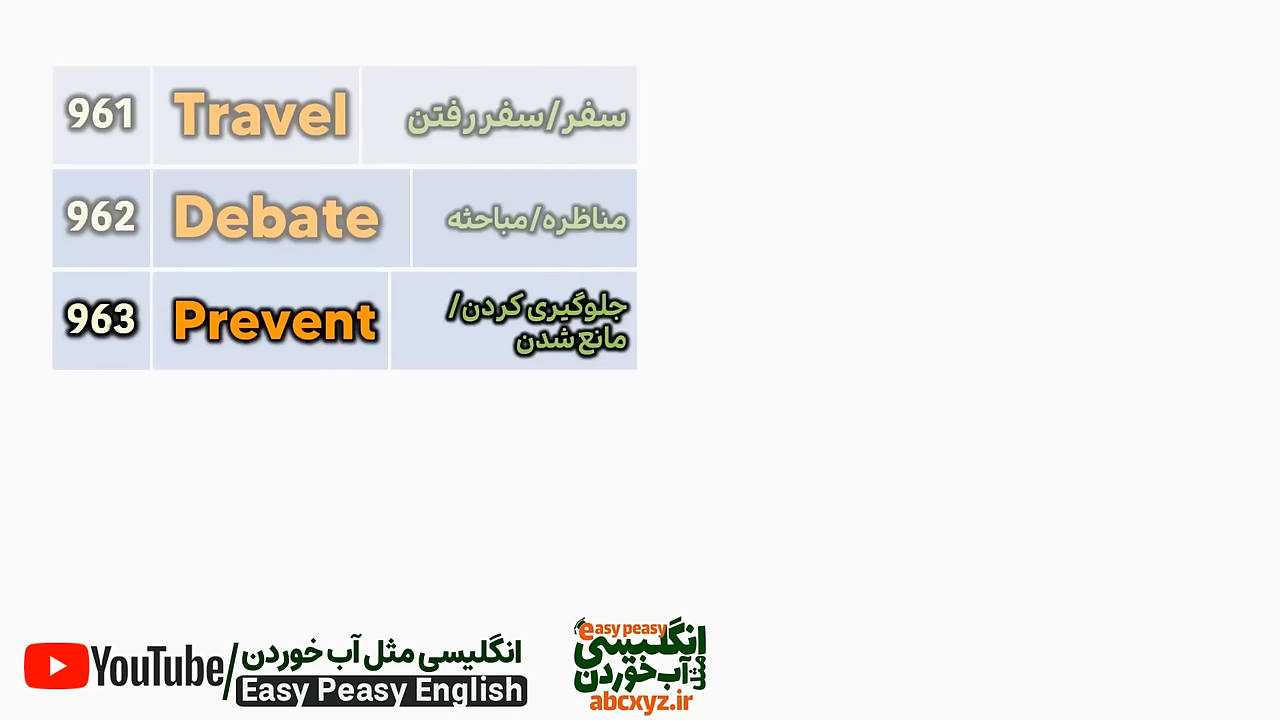 961 Travel سفر/سفر رفتن
962 Debate مناظره/مباحثه
963 Prevent جلوگیری کردن/
مانع شدن
YouTube/انگلیسی مثل آب خوردن
Easy Peasy English
easy peasy
انگلیسی
مثل آب خوردن
abcxyz.ir